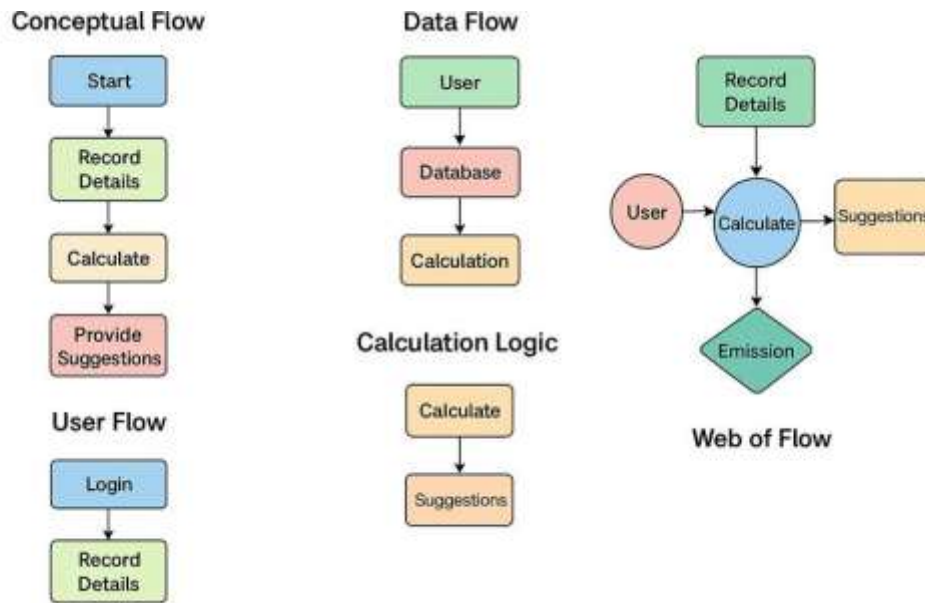 Conceptual Flow
Start
Record
Details
Calculate
Provide
Suggestions
User Flow
Login
Record
Details
Data Flow
User
Database
Calculation
Calculation Logic
Calculate
Suggestions
Record
Details
User
Calculate
Suggestions
Emission
Web of Flow